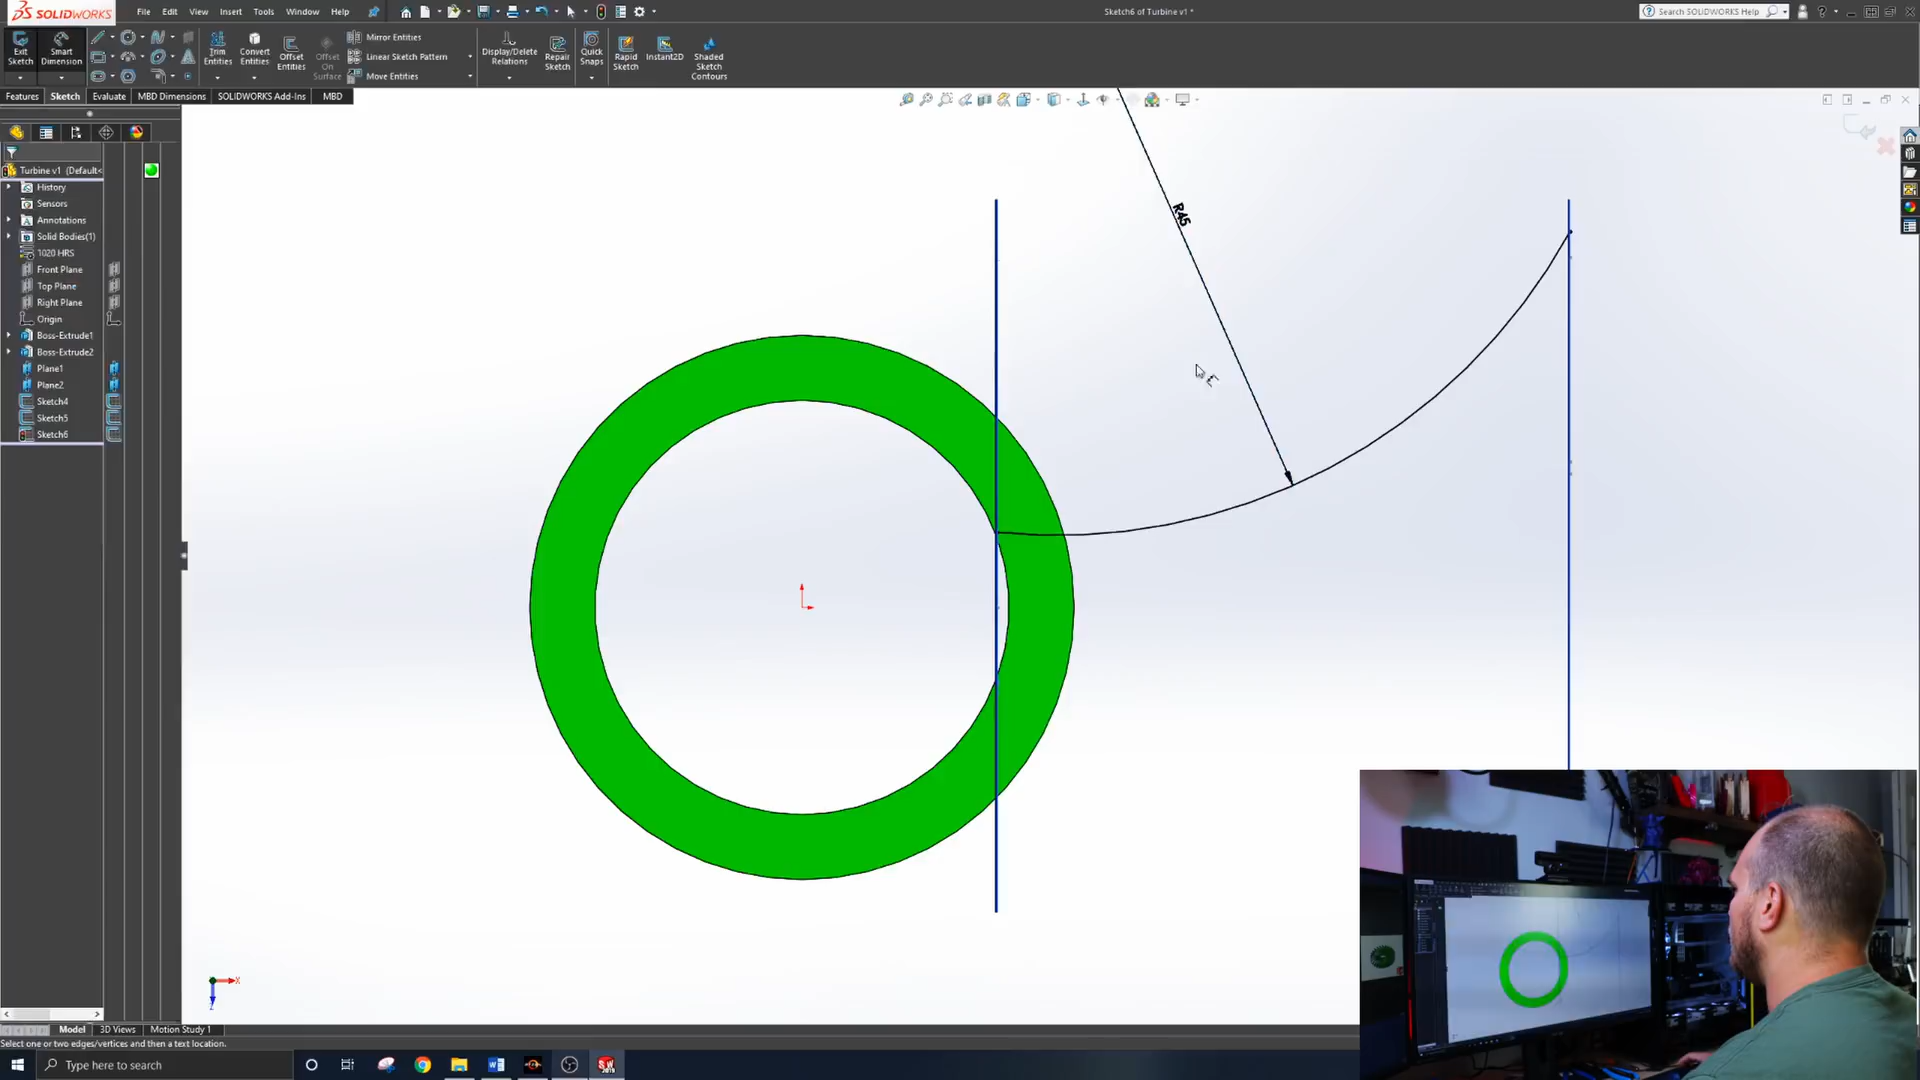 SOLIDWORKS
File Edit View Insert Tools Window Help
Sketch6 of Turbine v1 *
Search SOLIDWORKS Help
Exit Sketch
Smart Dimension
Trim Entities
Convert Entities
Offset Entities
Offset On Surface
Mirror Entities
Linear Sketch Pattern
Move Entities
Display/Delete Relations
Repair Sketch
Quick Snaps
Rapid Sketch
Instant2D
Shaded Sketch Contours
Features Sketch Evaluate MBD Dimensions SOLIDWORKS Add-Ins MBD
Turbine v1 (Default<
History
Sensors
Annotations
Solid Bodies(1)
1020 HRS
Front Plane
Top Plane
Right Plane
Origin
Boss-Extrude1
Boss-Extrude2
Plane1
Plane2
Sketch4
Sketch5
Sketch6
R45
X
Model 3D Views Motion Study 1
Select one or two edges/vertices and then a text location.
Type here to search